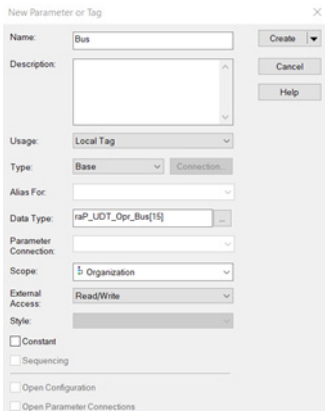 New Parameter or Tag
Name: Bus Create
Description: Cancel
Help
Usage: Local Tag
Type: Base Connection...
Alias For:
Data Type: raP_UDT_Opr_Bus[15] ...
Parameter
Connection:
Scope: Organization
External
Access: Read/Write
Style:
Constant
Sequencing
Open Configuration
Open Parameter Connections